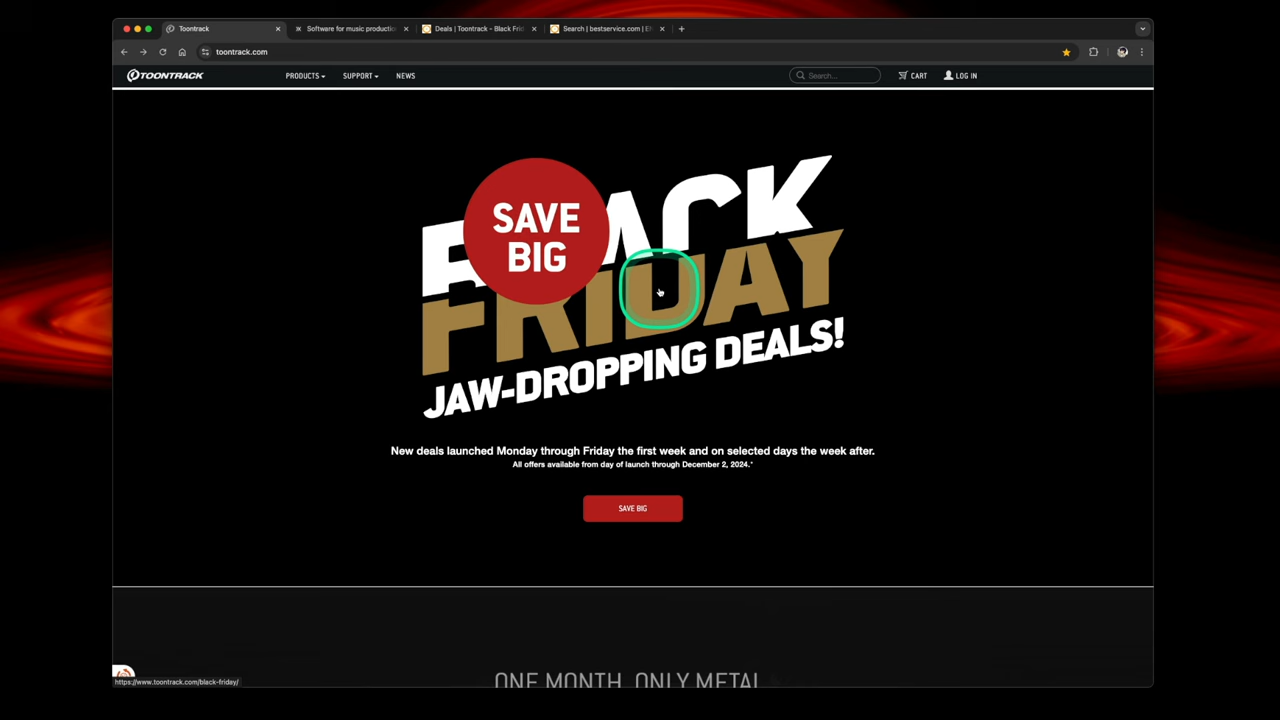 Toontrack
Software for music productio
Deals | Toontrack - Black Fri
Search | bestservice.com | E
toontrack.com
TOONTRACK
PRODUCTS
SUPPORT
NEWS
Search...
CART
LOG IN
SAVE
BIG
BLACK
FRIDAY
JAW-DROPPING DEALS!
New deals launched Monday through Friday the first week and on selected days the week after.
All offers available from day of launch through December 2, 2024.*
SAVE BIG
ONE MONTH. ONLY METAL
https://www.toontrack.com/black-friday/